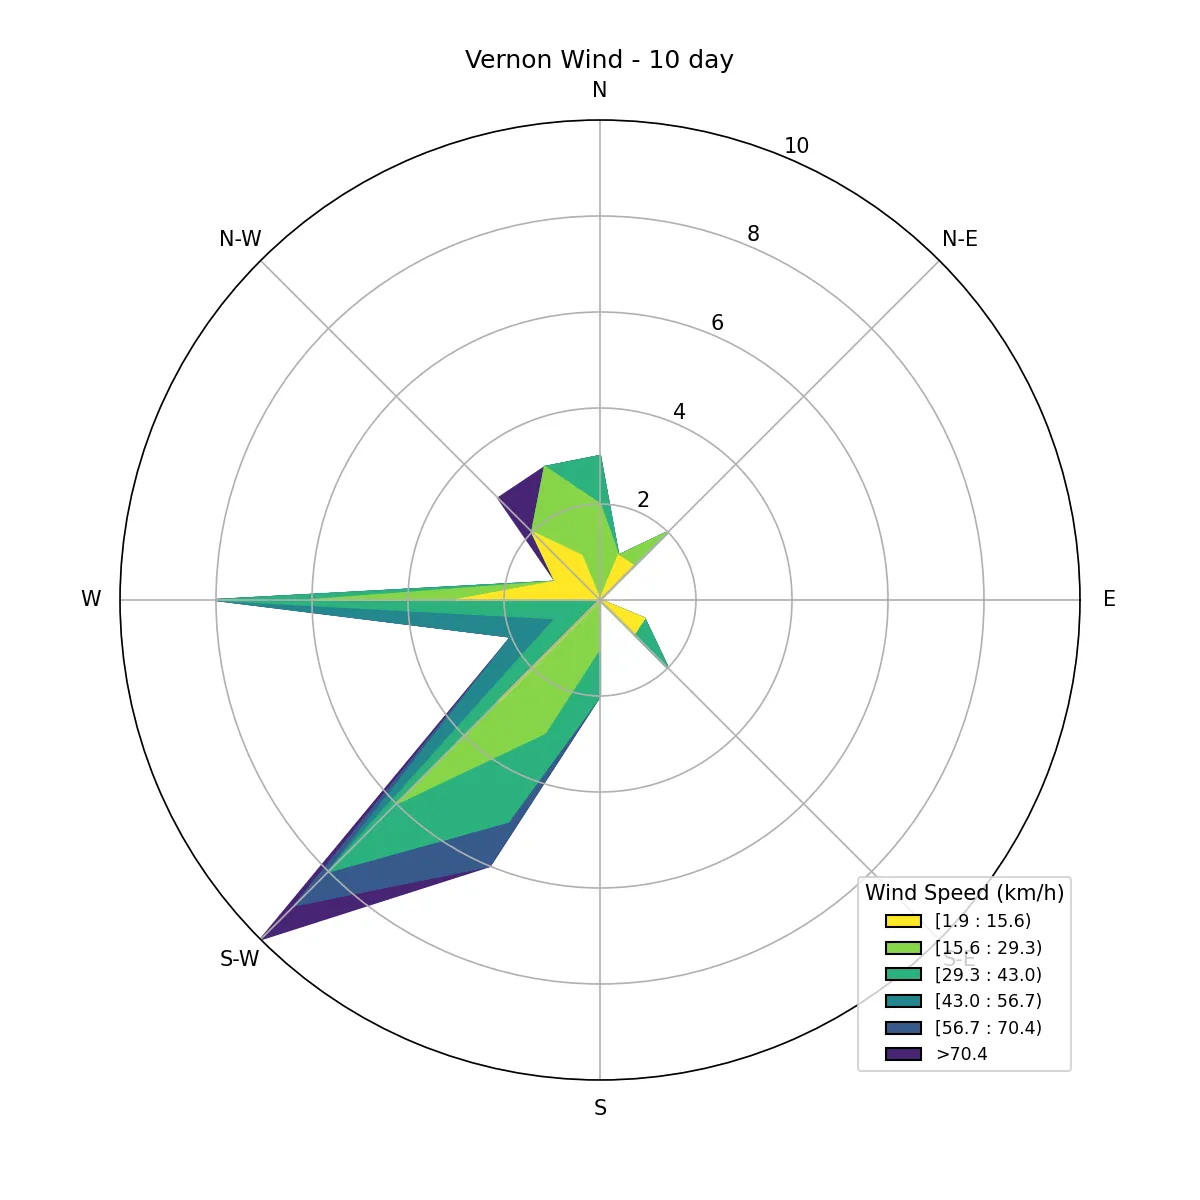 Vernon Wind - 10 day
N
10
N-W
8
N-E
6
4
2
W
E
S-W
S-E
S
Wind Speed (km/h)
[1.9 : 15.6)
[15.6 : 29.3)
[29.3 : 43.0)
[43.0 : 56.7)
[56.7 : 70.4)
>70.4